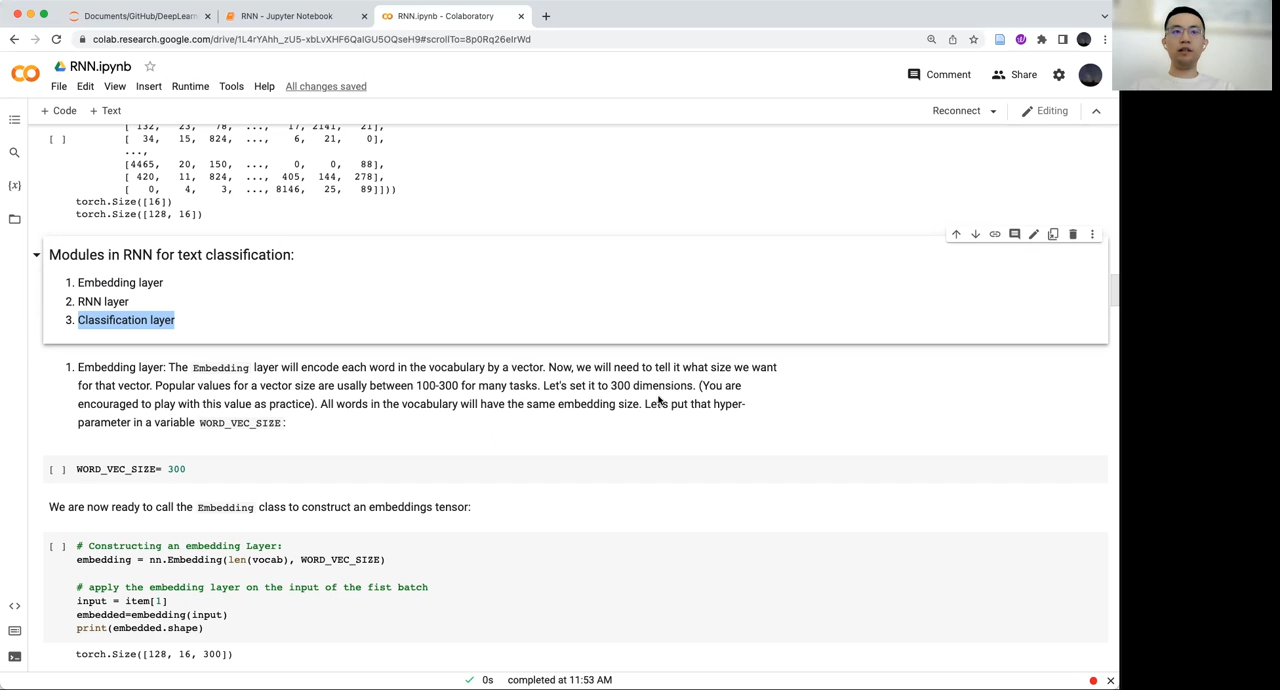 Documents/GitHub/DeepLearn
RNN - Jupyter Notebook
RNN.ipynb - Colaboratory
colab.research.google.com/drive/1L4rYAhh_zU5-xbLvXHF6QaIGU5OQseH9#scrollTo=8p0Rq26eIrWd
RNN.ipynb
File Edit View Insert Runtime Tools Help All changes saved
Comment Share
+ Code + Text
Reconnect Editing
[ 132, 23, 78, ..., 17, 2141, 21],
[ ] [ 34, 15, 824, ..., 6, 21, 0],
...,
[4465, 20, 150, ..., 0, 0, 88],
[ 420, 11, 824, ..., 405, 144, 278],
[ 0, 4, 3, ..., 8146, 25, 89]]))
torch.Size([16])
torch.Size([128, 16])
Modules in RNN for text classification:
1. Embedding layer
2. RNN layer
3. Classification layer
1. Embedding layer: The Embedding layer will encode each word in the vocabulary by a vector. Now, we will need to tell it what size we want
for that vector. Popular values for a vector size are usally between 100-300 for many tasks. Let's set it to 300 dimensions. (You are
encouraged to play with this value as practice). All words in the vocabulary will have the same embedding size. Let's put that hyper-
parameter in a variable WORD_VEC_SIZE:
[ ] WORD_VEC_SIZE= 300
We are now ready to call the Embedding class to construct an embeddings tensor:
[ ] # Constructing an embedding Layer:
embedding = nn.Embedding(len(vocab), WORD_VEC_SIZE)
# apply the embedding layer on the input of the fist batch
input = item[1]
embedded=embedding(input)
print(embedded.shape)
torch.Size([128, 16, 300])
0s completed at 11:53 AM